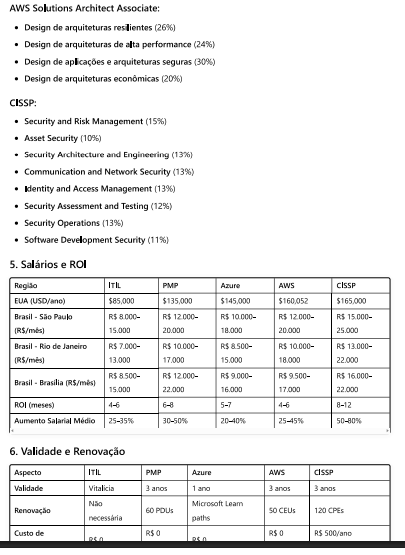 AWS Solutions Architect Associate:
• Design de arquiteturas resilientes (26%)
• Design de arquiteturas de alta performance (24%)
• Design de aplicações e arquiteturas seguras (30%)
• Design de arquiteturas econômicas (20%)
CISSP:
• Security and Risk Management (15%)
• Asset Security (10%)
• Security Architecture and Engineering (13%)
• Communication and Network Security (13%)
• Identity and Access Management (13%)
• Security Assessment and Testing (12%)
• Security Operations (13%)
• Software Development Security (11%)
5. Salários e ROI
Região ITIL PMP Azure AWS CISSP
EUA (USD/ano) $85,000 $135,000 $145,000 $160,052 $165,000
Brasil - São Paulo R$ 8.000– R$ 12.000– R$ 10.000– R$ 12.000– R$ 15.000–
(R$/mês) 15.000 20.000 18.000 20.000 25.000
Brasil - Rio de Janeiro R$ 7.000– R$ 10.000– R$ 8.500– R$ 10.000– R$ 13.000–
(R$/mês) 13.000 17.000 15.000 18.000 22.000
Brasil - Brasília (R$/mês) R$ 8.500– R$ 12.000– R$ 9.000– R$ 9.500– R$ 16.000–
15.000 22.000 16.000 17.000 22.000
ROI (meses) 4–6 6–8 5–7 4–6 8–12
Aumento Salarial Médio 25–35% 30–50% 20–40% 25–45% 50–80%
6. Validade e Renovação
Aspecto ITIL PMP Azure AWS CISSP
Validade Vitalícia 3 anos 1 ano 3 anos 3 anos
Renovação Não necessária 60 PDUs Microsoft Learn paths 50 CEUs 120 CPEs
Custo de R$ 0 R$ 0 R$ 0 R$ 0 R$ 500/ano